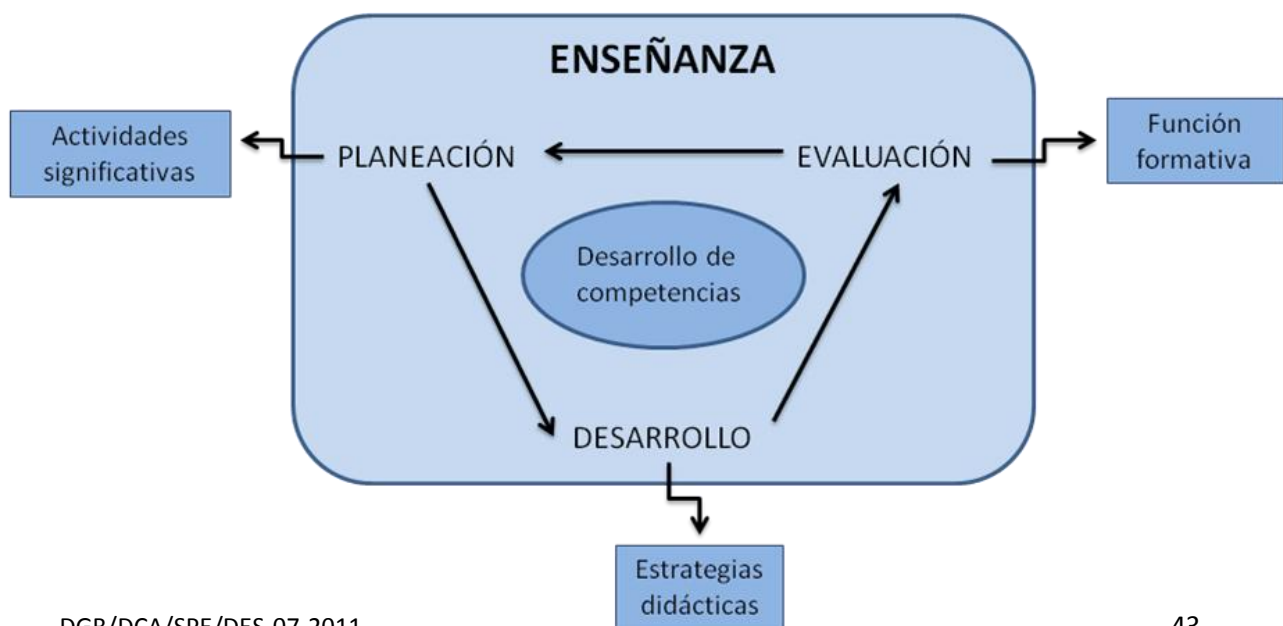 ENSEÑANZA
Actividades
significativas
PLANEACIÓN
EVALUACIÓN
Función
formativa
Desarrollo de
competencias
DESARROLLO
Estrategias
didácticas
DGB/DCA/SPE/DES-07-2011
43